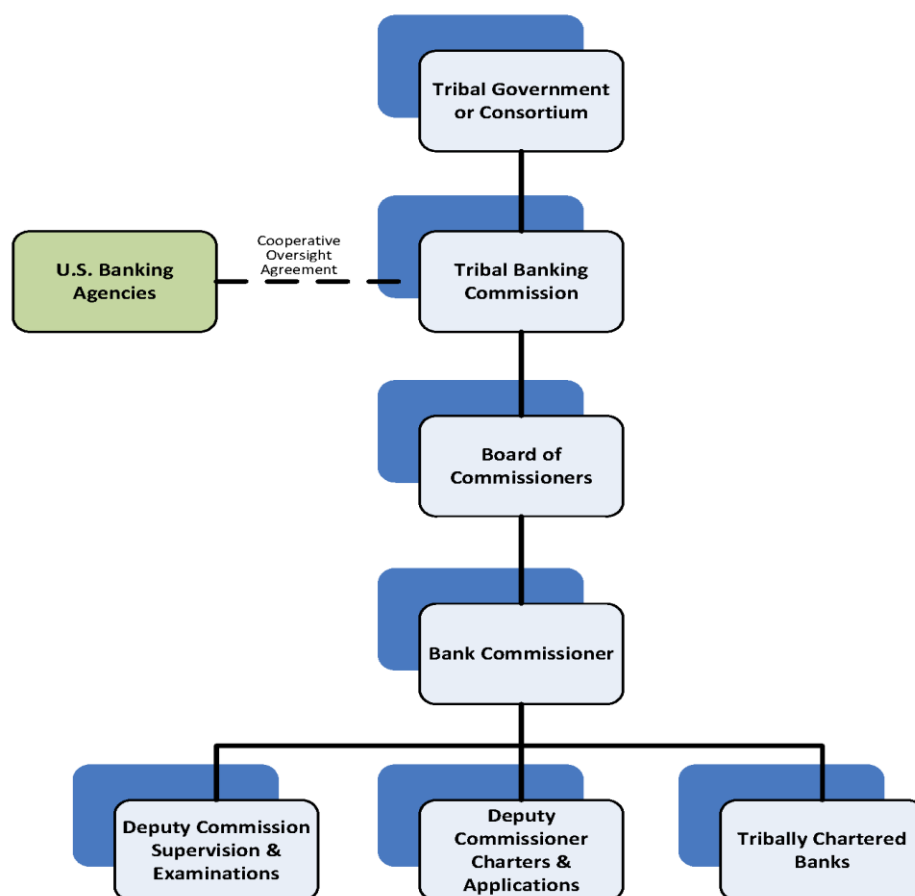 Tribal Government
or Consortium
Cooperative
Oversight
Agreement
U.S. Banking
Agencies
Tribal Banking
Commission
Board of
Commissioners
Bank Commissioner
Deputy Commission
Supervision &
Examinations
Deputy
Commissioner
Charters &
Applications
Tribally Chartered
Banks